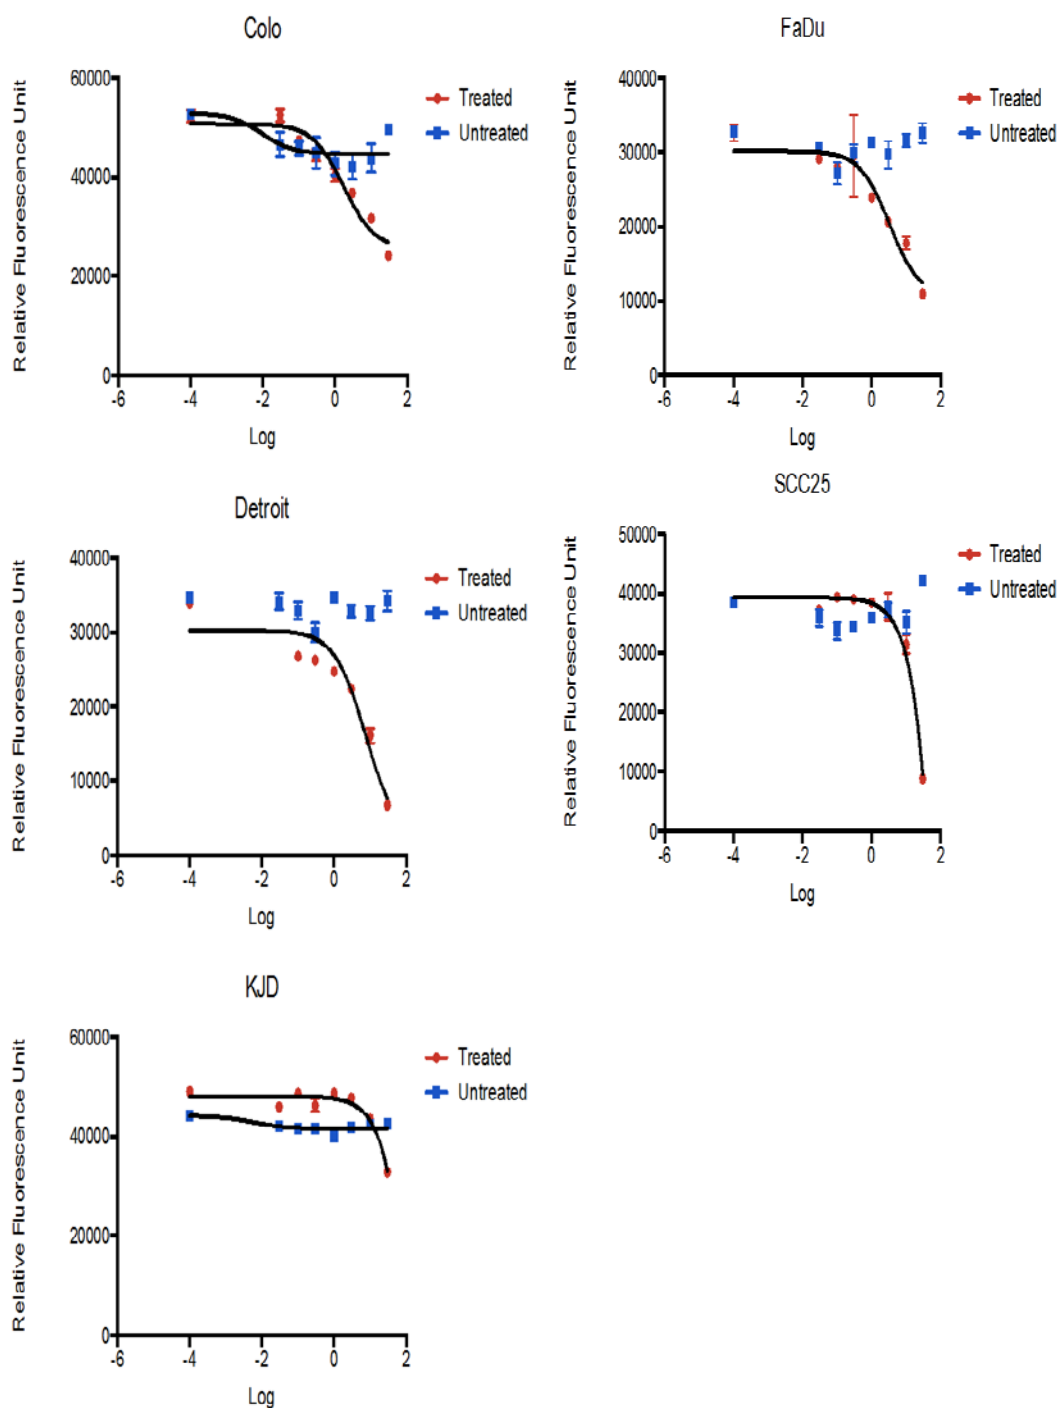 Colo
Relative Fluorescence Unit
60000
40000
20000
0
-6 -4 -2 0 2
Log
Treated
Untreated
FaDu
Relative Fluorescence Unit
40000
30000
20000
10000
0
-6 -4 -2 0 2
Log
Treated
Untreated
Detroit
Relative Fluorescence Unit
40000
30000
20000
10000
0
-6 -4 -2 0 2
Log
Treated
Untreated
SCC25
Relative Fluorescence Unit
50000
40000
30000
20000
10000
0
-6 -4 -2 0 2
Log
Treated
Untreated
KJD
Relative Fluorescence Unit
60000
40000
20000
0
-6 -4 -2 0 2
Log
Treated
Untreated